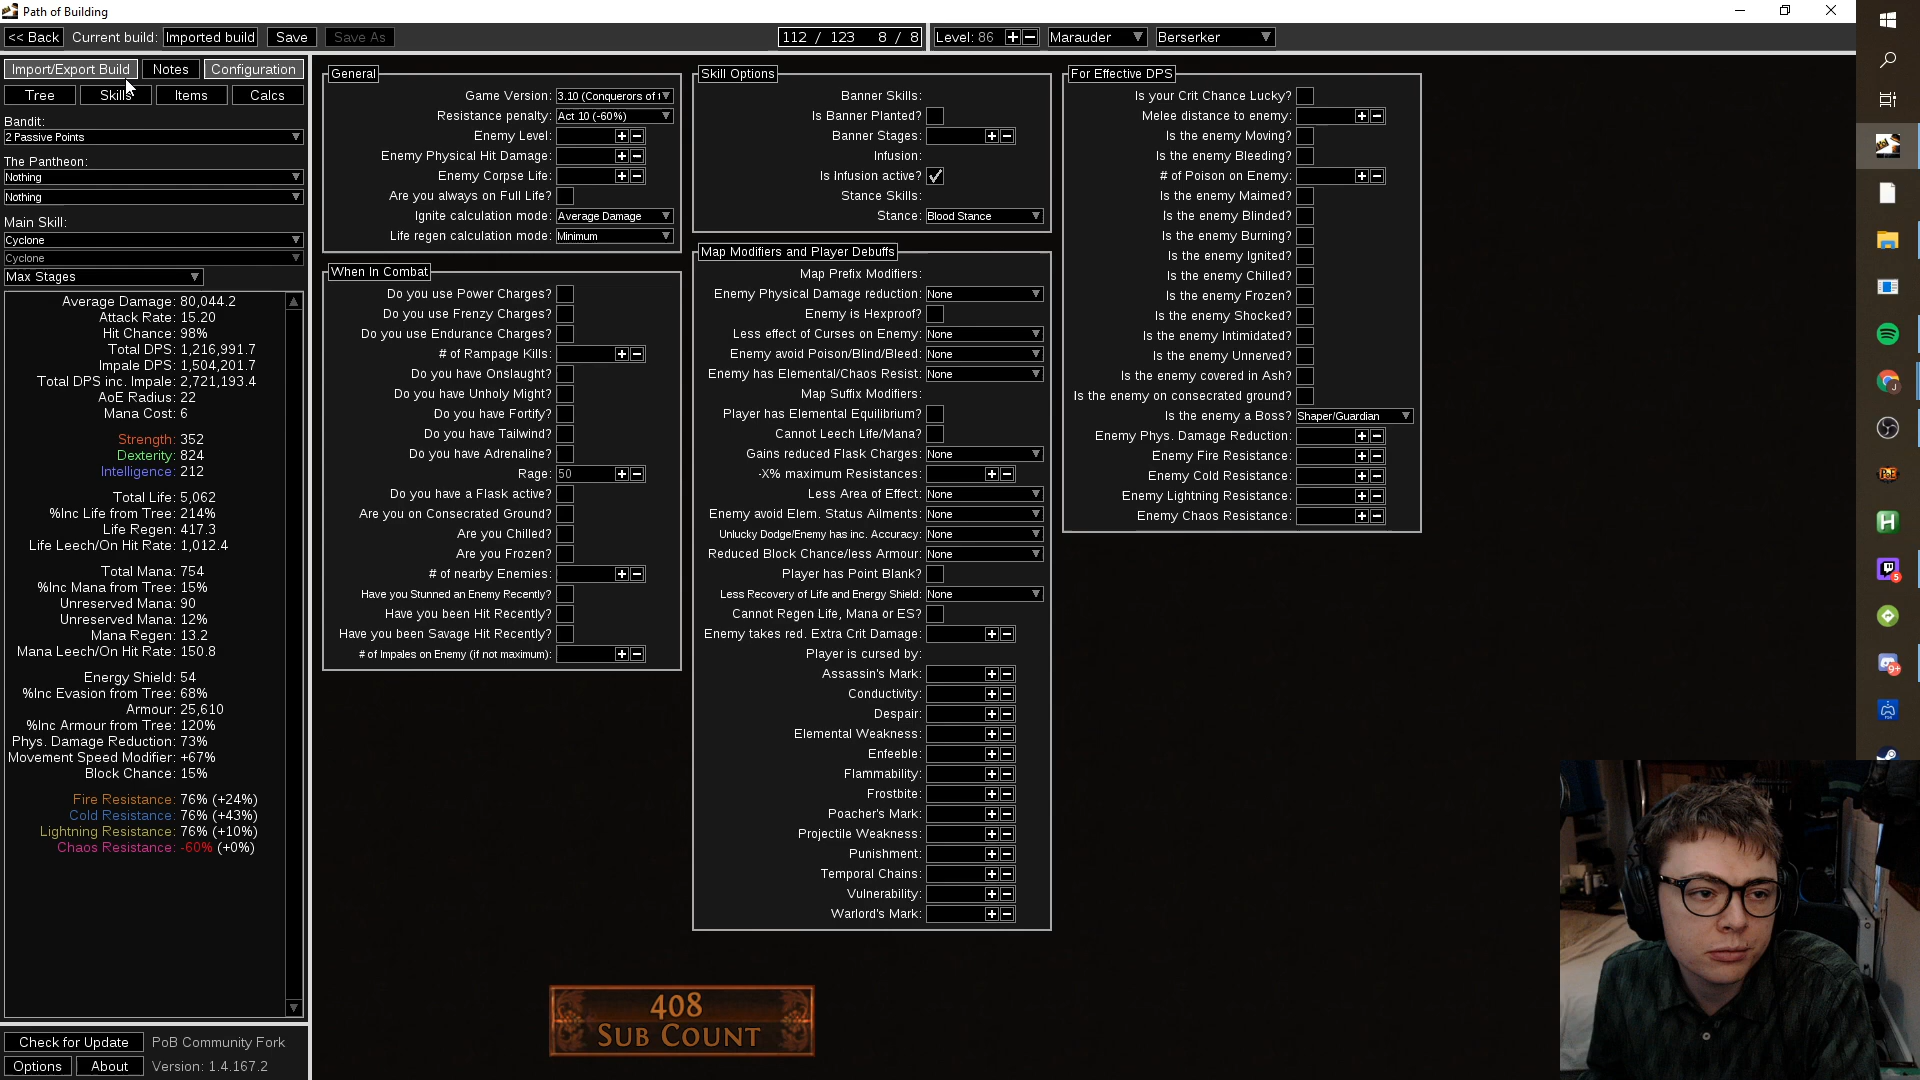 Path of Building
<< Back
Current build:
Imported build
Save
Save As
112 / 123   8 / 8
Level: 86
Marauder
Berserker
Import/Export Build
Notes
Configuration
Tree
Skills
Items
Calcs
Bandit:
2 Passive Points
The Pantheon:
Nothing
Nothing
Main Skill:
Cyclone
Cyclone
Max Stages
Average Damage: 80,044.2
Attack Rate: 15.20
Hit Chance: 98%
Total DPS: 1,216,991.7
Impale DPS: 1,504,201.7
Total DPS inc. Impale: 2,721,193.4
AoE Radius: 22
Mana Cost: 6
Strength: 352
Dexterity: 824
Intelligence: 212
Total Life: 5,062
%Inc Life from Tree: 214%
Life Regen: 417.3
Life Leech/On Hit Rate: 1,012.4
Total Mana: 754
%Inc Mana from Tree: 15%
Unreserved Mana: 90
Unreserved Mana: 12%
Mana Regen: 13.2
Mana Leech/On Hit Rate: 150.8
Energy Shield: 54
%Inc Evasion from Tree: 68%
Armour: 25,610
%Inc Armour from Tree: 120%
Phys. Damage Reduction: 73%
Movement Speed Modifier: +67%
Block Chance: 15%
Fire Resistance: 76% (+24%)
Cold Resistance: 76% (+43%)
Lightning Resistance: 76% (+10%)
Chaos Resistance: -60% (+0%)
Check for Update
PoB Community Fork
Options
About
Version: 1.4.167.2
General
Game Version: 3.10 (Conquerors of t
Resistance penalty: Act 10 (-60%)
Enemy Level:
Enemy Physical Hit Damage:
Enemy Corpse Life:
Are you always on Full Life?
Ignite calculation mode: Average Damage
Life regen calculation mode: Minimum
When In Combat
Do you use Power Charges?
Do you use Frenzy Charges?
Do you use Endurance Charges?
# of Rampage Kills:
Do you have Onslaught?
Do you have Unholy Might?
Do you have Fortify?
Do you have Tailwind?
Do you have Adrenaline?
Rage: 50
Do you have a Flask active?
Are you on Consecrated Ground?
Are you Chilled?
Are you Frozen?
# of nearby Enemies:
Have you Stunned an Enemy Recently?
Have you been Hit Recently?
Have you been Savage Hit Recently?
# of Impales on Enemy (if not maximum):
Skill Options
Banner Skills:
Is Banner Planted?
Banner Stages:
Infusion:
Is Infusion active?
Stance Skills:
Stance: Blood Stance
Map Modifiers and Player Debuffs
Map Prefix Modifiers:
Enemy Physical Damage reduction: None
Enemy is Hexproof?
Less effect of Curses on Enemy: None
Enemy avoid Poison/Blind/Bleed: None
Enemy has Elemental/Chaos Resist: None
Map Suffix Modifiers:
Player has Elemental Equilibrium?
Cannot Leech Life/Mana?
Gains reduced Flask Charges: None
-X% maximum Resistances:
Less Area of Effect: None
Enemy avoid Elem. Status Ailments: None
Unlucky Dodge/Enemy has inc. Accuracy: None
Reduced Block Chance/less Armour: None
Player has Point Blank?
Less Recovery of Life and Energy Shield: None
Cannot Regen Life, Mana or ES?
Enemy takes red. Extra Crit Damage:
Player is cursed by:
Assassin's Mark:
Conductivity:
Despair:
Elemental Weakness:
Enfeeble:
Flammability:
Frostbite:
Poacher's Mark:
Projectile Weakness:
Punishment:
Temporal Chains:
Vulnerability:
Warlord's Mark:
For Effective DPS
Is your Crit Chance Lucky?
Melee distance to enemy:
Is the enemy Moving?
Is the enemy Bleeding?
# of Poison on Enemy:
Is the enemy Maimed?
Is the enemy Blinded?
Is the enemy Burning?
Is the enemy Ignited?
Is the enemy Chilled?
Is the enemy Frozen?
Is the enemy Shocked?
Is the enemy Intimidated?
Is the enemy Unnerved?
Is the enemy covered in Ash?
Is the enemy on consecrated ground?
Is the enemy a Boss? Shaper/Guardian
Enemy Phys. Damage Reduction:
Enemy Fire Resistance:
Enemy Cold Resistance:
Enemy Lightning Resistance:
Enemy Chaos Resistance:
408
SUB COUNT